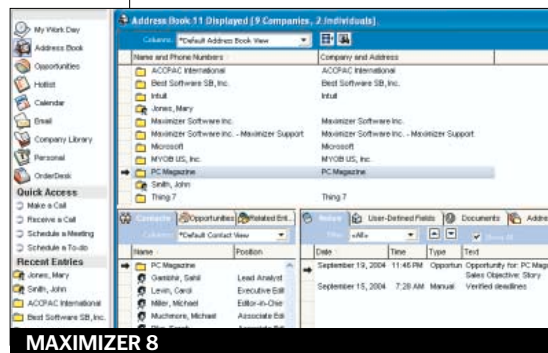 Address Book 11 Displayed [9 Companies, 2 Individuals]
Columns: *Default Address Book View
Name and Phone Numbers Company and Address
ACCPAC International ACCPAC International
Best Software SB, Inc. Best Software SB, Inc.
Intuit Intuit
Jones, Mary
Maximizer Software Inc. Maximizer Software Inc.
Maximizer Software Inc. - Maximizer Support Maximizer Software Inc. - Maximizer Support
Microsoft Microsoft
MYOB US, Inc. MYOB US, Inc.
PC Magazine PC Magazine
Smith, John
Thing 7 Thing 7
My Work Day
Address Book
Opportunities
Hotlist
Calendar
Email
Company Library
Personal
OrderDesk
Quick Access
Make a Call
Receive a Call
Schedule a Meeting
Schedule a To-do
Recent Entries
Jones, Mary
Smith, John
ACCPAC International
Best Software SB, Inc.
Contacts Opportunities Related Ent...
Columns: *Default Contact View
Name Position
PC Magazine
Gambhir, Sahil Lead Analyst
Levin, Carol Executive Edit
Miller, Michael Editor-in-Chie
Muchmore, Michael Associate Edi
Notes User-Defined Fields Documents Addre
Filter: «All» Show All
Date Time Type Text
September 19, 2004 11:46 PM Opportun Opportunity for: PC Mag
Sales Objective: Story
September 15, 2004 7:28 AM Manual Verified deadlines
MAXIMIZER 8